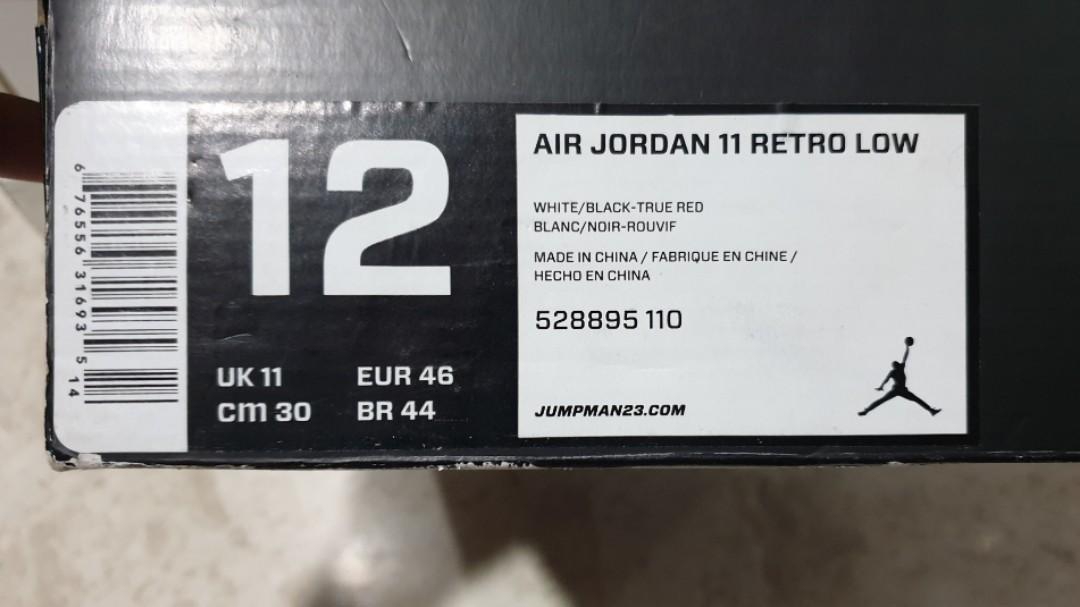 6 76556 31693 5 14
12
UK 11 EUR 46
cm 30 BR 44
AIR JORDAN 11 RETRO LOW
WHITE/BLACK-TRUE RED
BLANC/NOIR-ROUVIF
MADE IN CHINA / FABRIQUE EN CHINE /
HECHO EN CHINA
528895 110
JUMPMAN23.COM